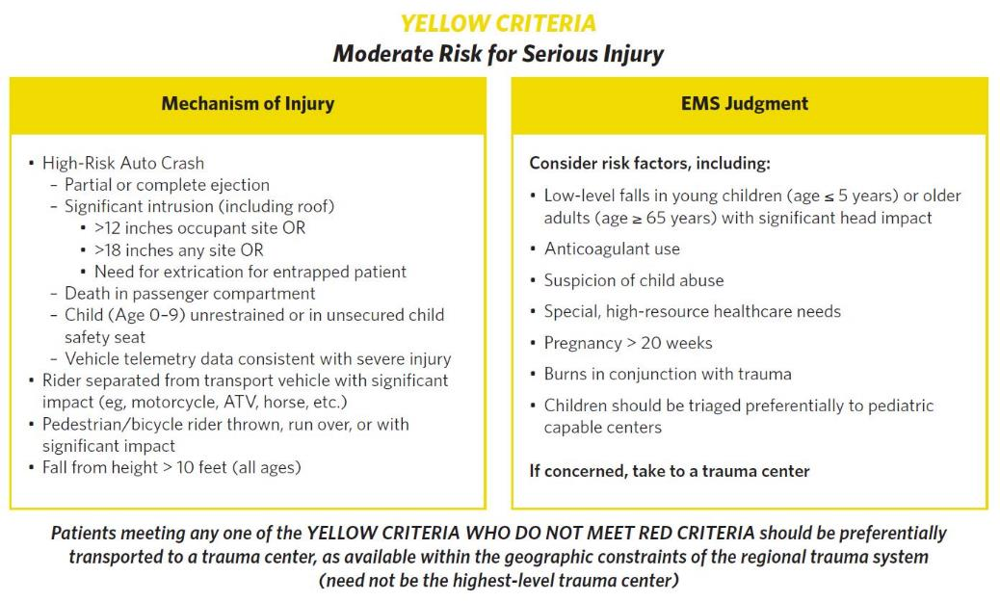 YELLOW CRITERIA
Moderate Risk for Serious Injury
Mechanism of Injury
• High-Risk Auto Crash
– Partial or complete ejection
– Significant intrusion (including roof)
• >12 inches occupant site OR
• >18 inches any site OR
• Need for extrication for entrapped patient
– Death in passenger compartment
– Child (Age 0–9) unrestrained or in unsecured child
safety seat
– Vehicle telemetry data consistent with severe injury
• Rider separated from transport vehicle with significant
impact (eg, motorcycle, ATV, horse, etc.)
• Pedestrian/bicycle rider thrown, run over, or with
significant impact
• Fall from height > 10 feet (all ages)
EMS Judgment
Consider risk factors, including:
• Low-level falls in young children (age ≤ 5 years) or older
adults (age ≥ 65 years) with significant head impact
• Anticoagulant use
• Suspicion of child abuse
• Special, high-resource healthcare needs
• Pregnancy > 20 weeks
• Burns in conjunction with trauma
• Children should be triaged preferentially to pediatric
capable centers
If concerned, take to a trauma center
Patients meeting any one of the YELLOW CRITERIA WHO DO NOT MEET RED CRITERIA should be preferentially
transported to a trauma center, as available within the geographic constraints of the regional trauma system
(need not be the highest-level trauma center)